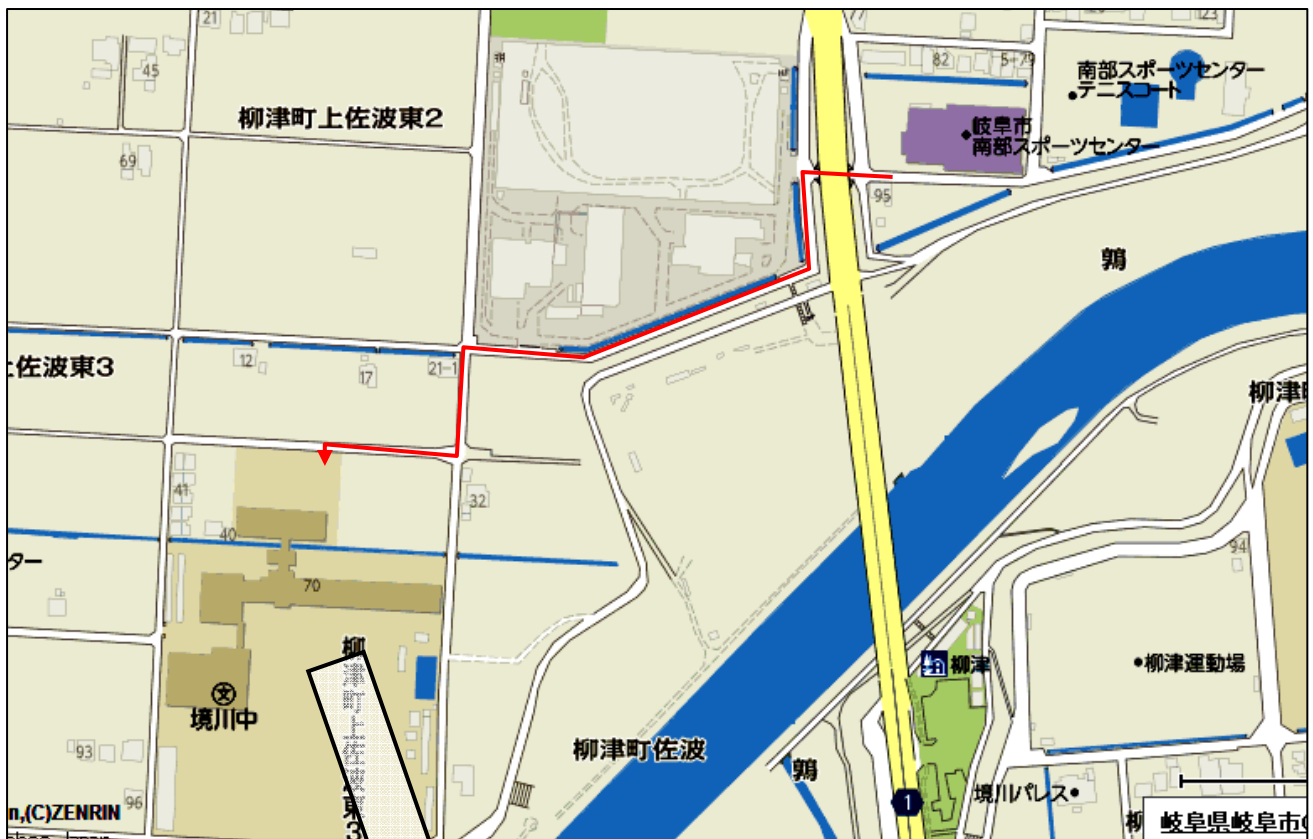 21
77
123
45
82
5-79
南部スポーツセンター
テニスコート
柳津町上佐波東2
岐阜市
南部スポーツセンター
69
95
鶉
12
17
21-1
上佐波東3
柳津町
41
32
40
ター
94
70
柳津
柳津運動場
境川中
柳津町佐波
鶉
93
境川パレス
1
96
n,(C)ZENRIN
柳
岐阜県岐阜市